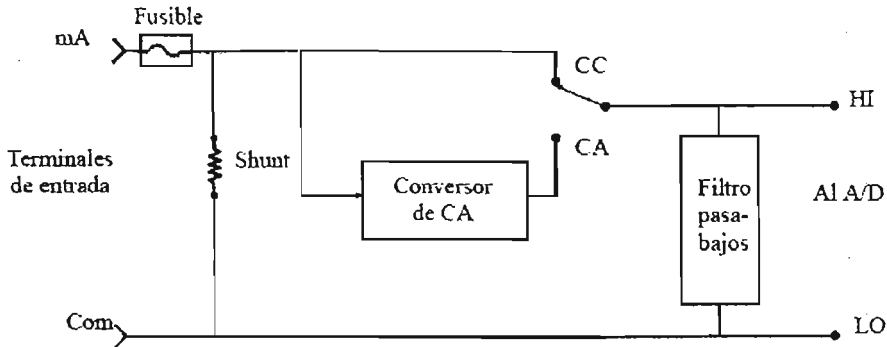 Fusible
mA
CC
HI
CA
Terminales
de entrada
Shunt
Conversor
de CA
Filtro
pasa-
bajos
Al A/D
Com
LO